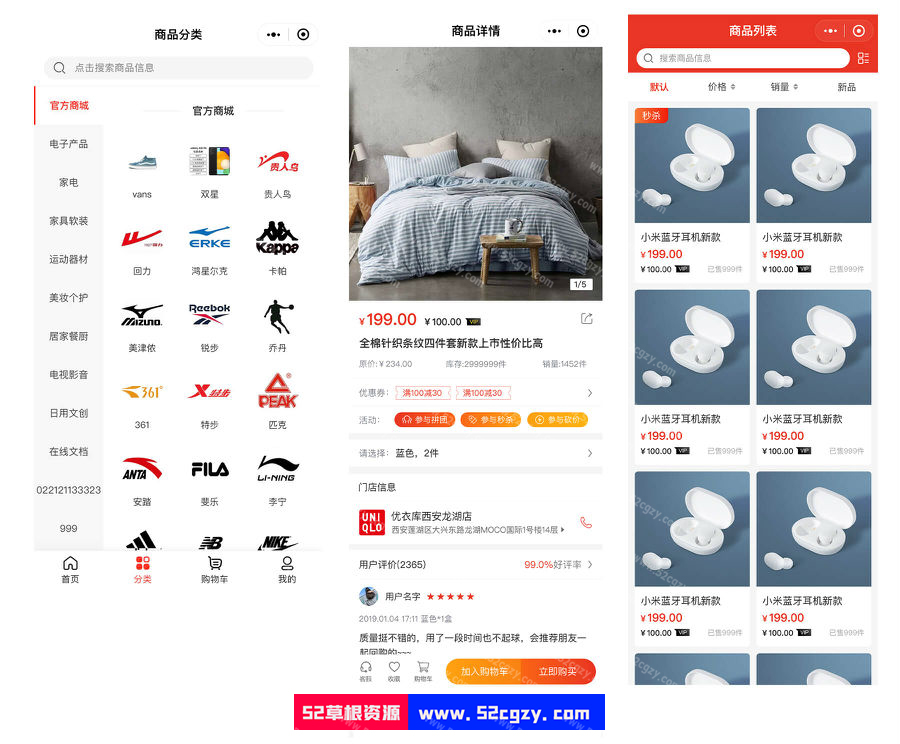 商品分类
点击搜索商品信息
官方商城
电子产品
家电
家具软装
运动器材
美妆个护
居家餐厨
电视影音
日用文创
在线文档
022121133323
999
官方商城
vans
双星
贵人鸟
贵人鸟
回力
ERKE
鸿星尔克
Kappa
卡帕
MIZUNO
美津侬
Reebok
锐步
乔丹
361°
361
特步
特步
PEAK
匹克
ANTA
安踏
FILA
斐乐
LI-NING
李宁
NIKE
首页
分类
购物车
我的
商品详情
1/5
¥199.00 ¥100.00 VIP
全棉针织条纹四件套新款上市性价比高
原价:¥234.00 库存:2999999件 销量:1452件
优惠券: 满100减30 满100减30
活动: 参与拼团 参与秒杀 参与砍价
请选择: 蓝色，2件
门店信息
UNI
QLO
优衣库西安龙湖店
西安莲湖区大兴东路龙湖MOCO国际1号楼14层
用户评价(2365) 99.0%好评率
用户名字 ★★★★★
2019.01.04 17:11 蓝色*1盒
质量挺不错的，用了一段时间也不起球，会推荐朋友一
起回购的~~~
客服 收藏 购物车 加入购物车 立即购买
商品列表
搜索商品信息
默认 价格 销量 新品
秒杀
小米蓝牙耳机新款
¥199.00
¥100.00 VIP 已售999件
小米蓝牙耳机新款
¥199.00
¥100.00 VIP 已售999件
小米蓝牙耳机新款
¥199.00
¥100.00 VIP 已售999件
小米蓝牙耳机新款
¥199.00
¥100.00 VIP 已售999件
小米蓝牙耳机新款
¥199.00
¥100.00 VIP 已售999件
小米蓝牙耳机新款
¥199.00
¥100.00 VIP 已售999件
52草根资源 www.52cgzy.com